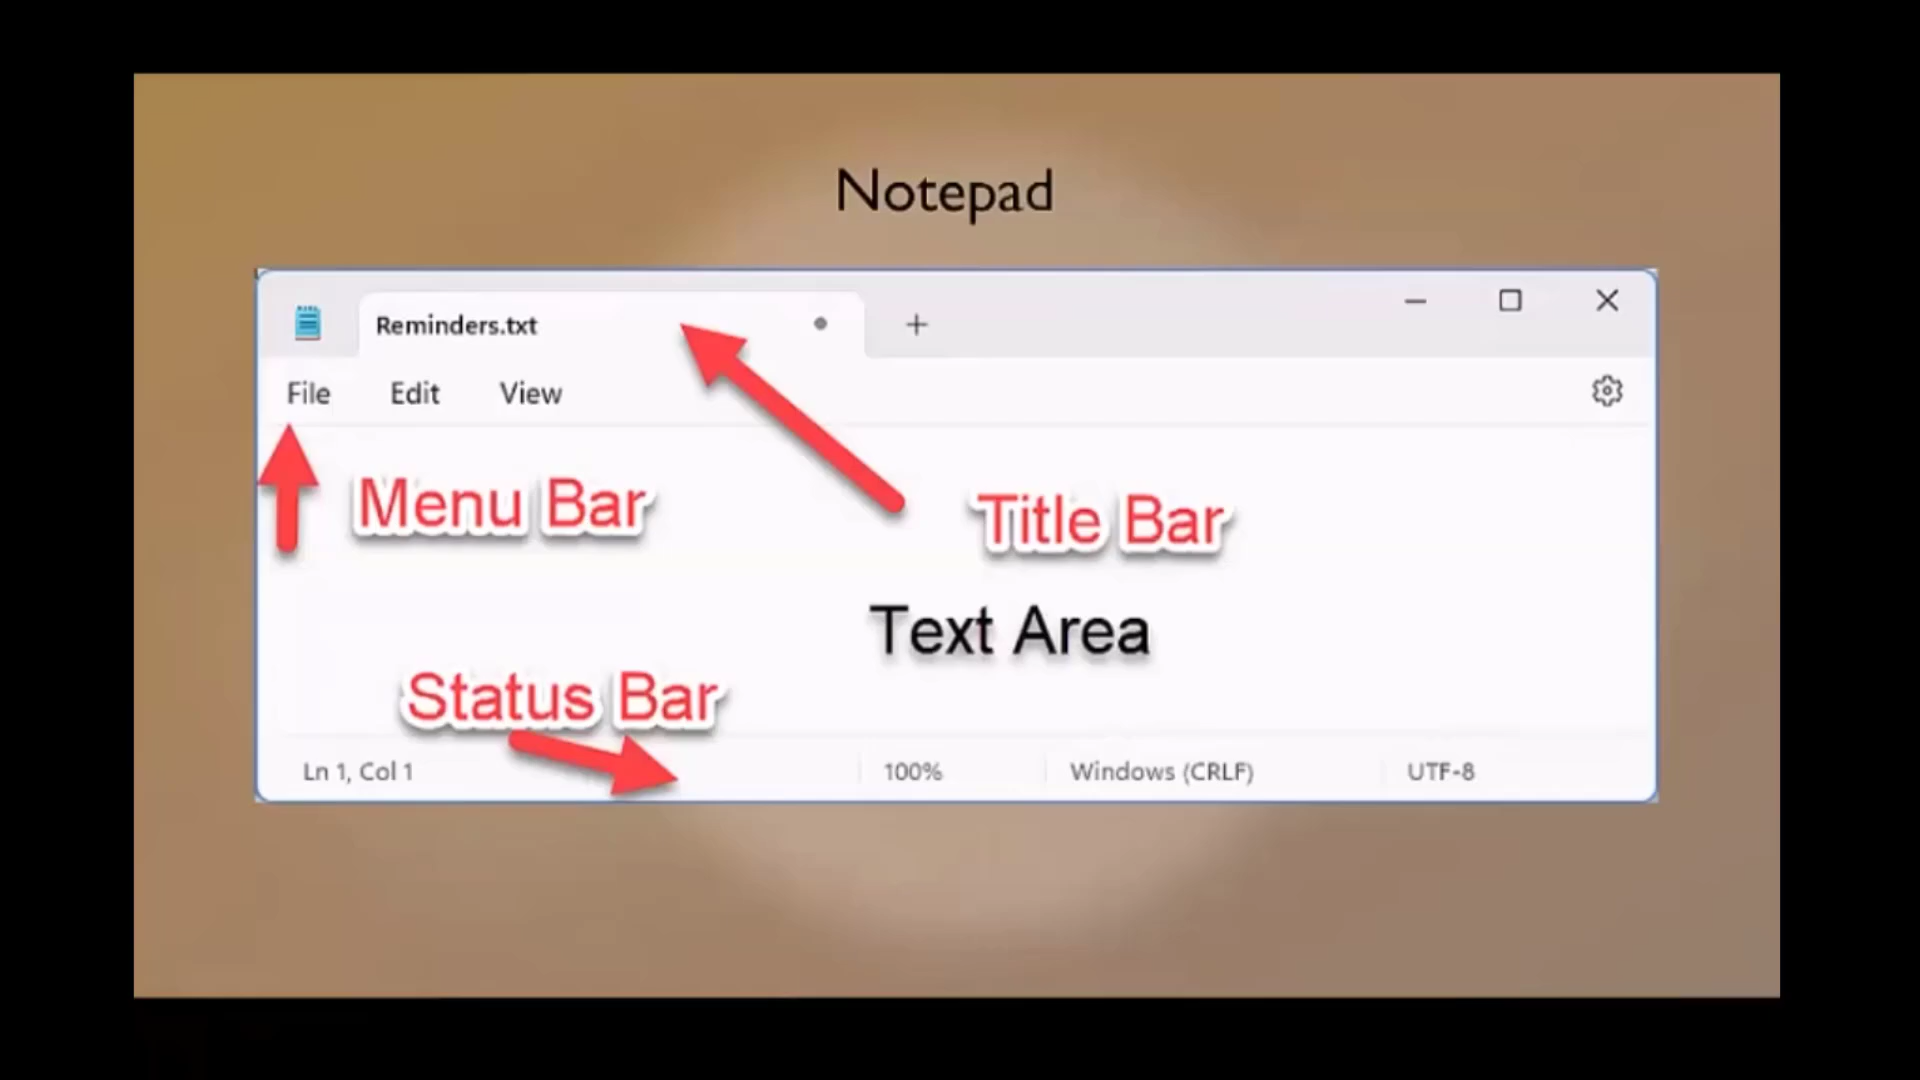 Notepad
Reminders.txt
File Edit View
Menu Bar
Title Bar
Text Area
Status Bar
Ln 1, Col 1 100% Windows (CRLF) UTF-8